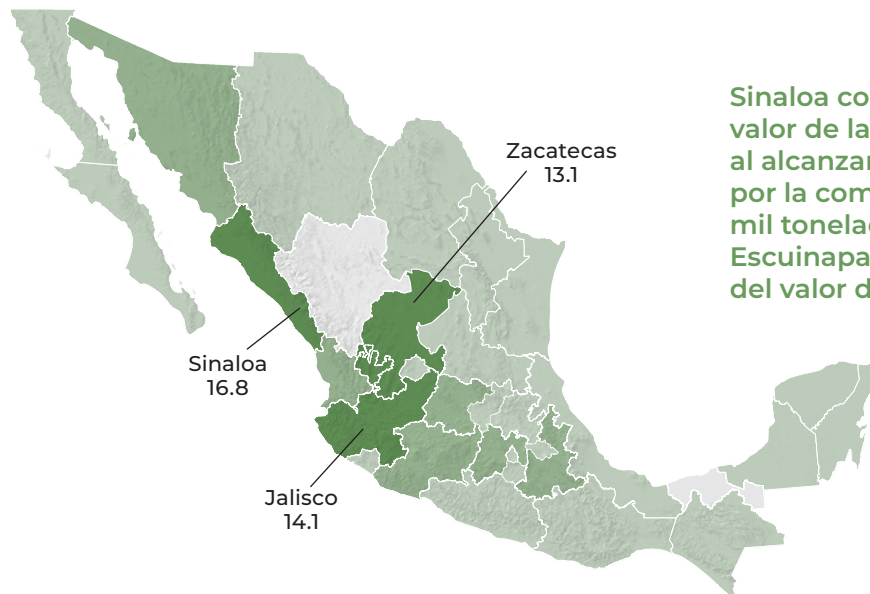 Zacatecas
13.1
Sinaloa
16.8
Jalisco
14.1
Sinaloa co
valor de la
al alcanzar
por la com
mil tonela
Escuinapa
del valor d